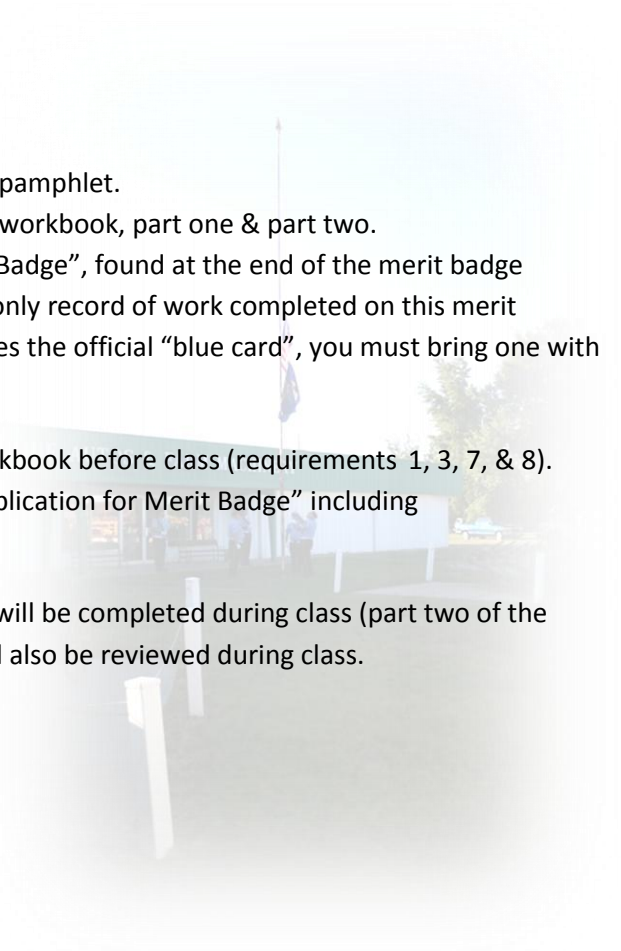 pamphlet.
workbook, part one & part two.
Badge”, found at the end of the merit badge
only record of work completed on this merit
es the official “blue card”, you must bring one with
kbook before class (requirements 1, 3, 7, & 8).
plication for Merit Badge” including
will be completed during class (part two of the
l also be reviewed during class.